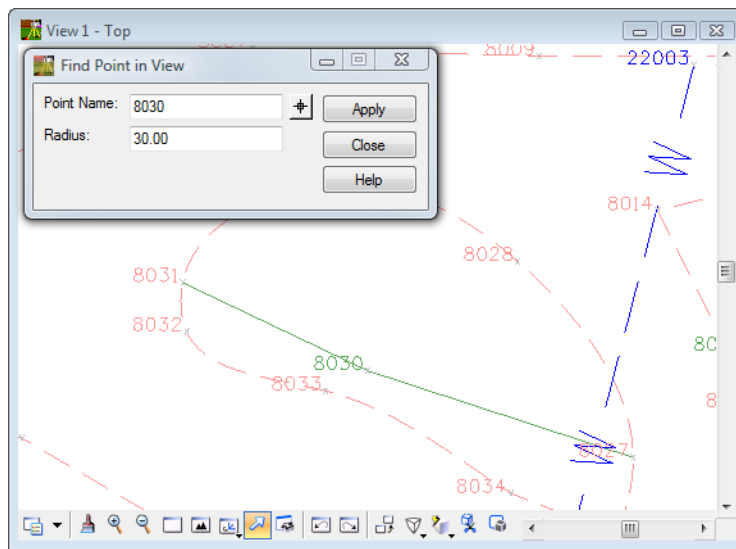 View 1 - Top
8009
22003
Find Point in View
Point Name: 8030
Apply
Radius: 30.00
Close
Help
8014
8028
8031
8032
8030
8033
8027
8034